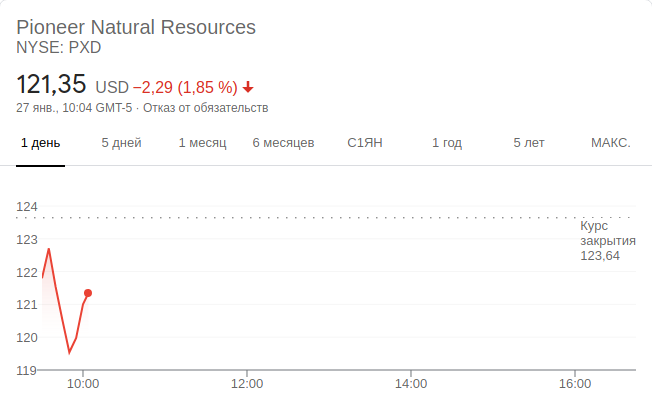 Pioneer Natural Resources
NYSE: PXD
121,35 USD −2,29 (1,85 %)
27 янв., 10:04 GMT-5 · Отказ от обязательств
1 день 5 дней 1 месяц 6 месяцев С1ЯН 1 год 5 лет МАКС.
124
Курс
закрытия
123,64
123
122
121
120
119
10:00 12:00 14:00 16:00